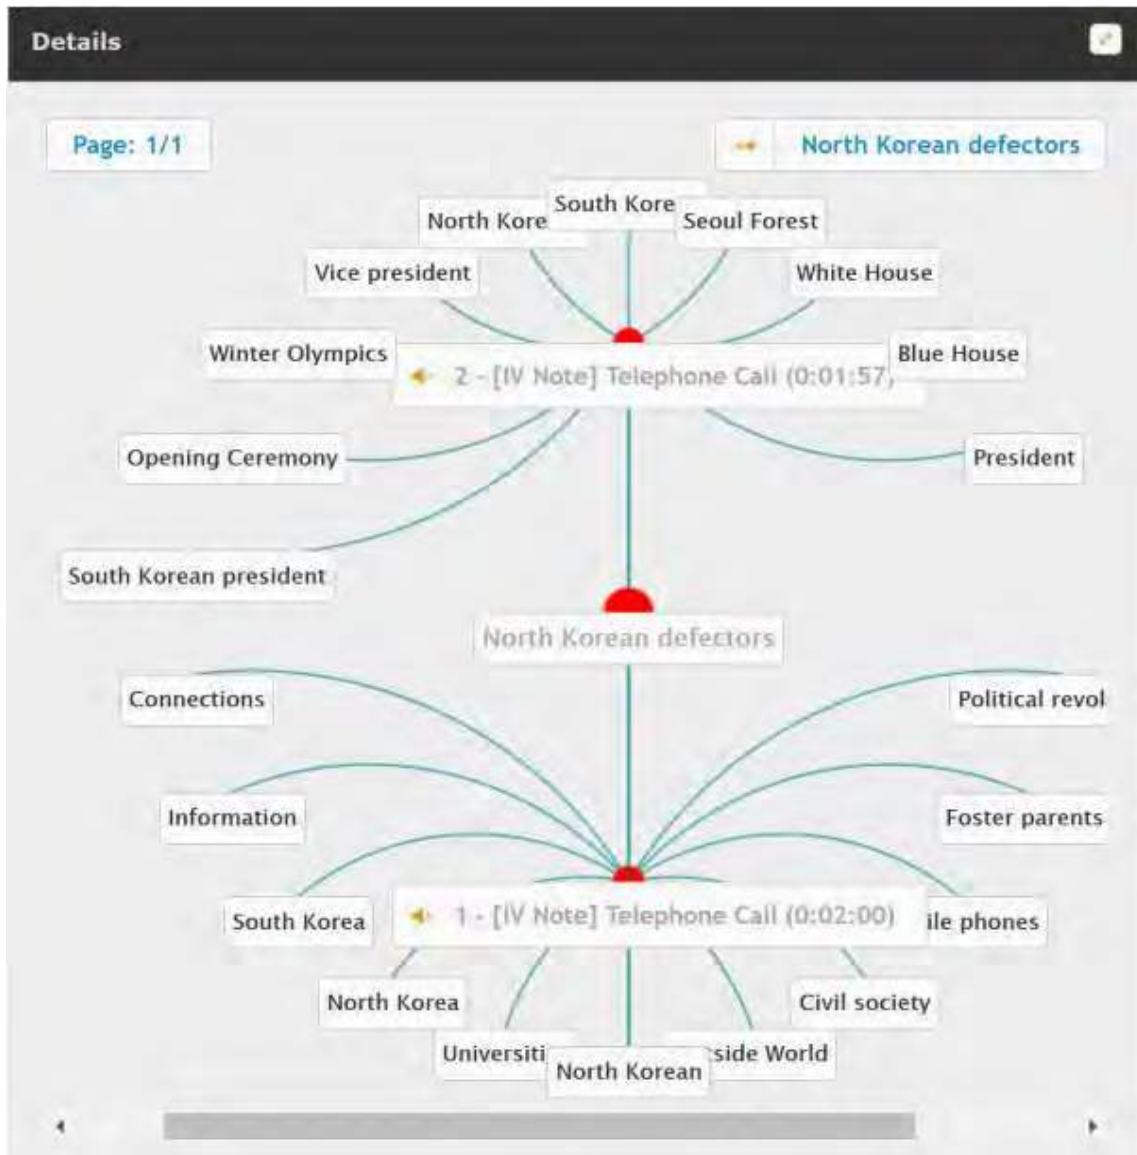 Details
Page: 1/1
North Korean defectors
South Kore
North Kore
Seoul Forest
Vice president
White House
Winter Olympics
Blue House
2 - [IV Note] Telephone Call (0:01:57)
Opening Ceremony
President
South Korean president
North Korean defectors
Connections
Political revol
Information
Foster parents
South Korea
1 - [IV Note] Telephone Call (0:02:00)
ile phones
North Korea
Civil society
Universiti
side World
North Korean